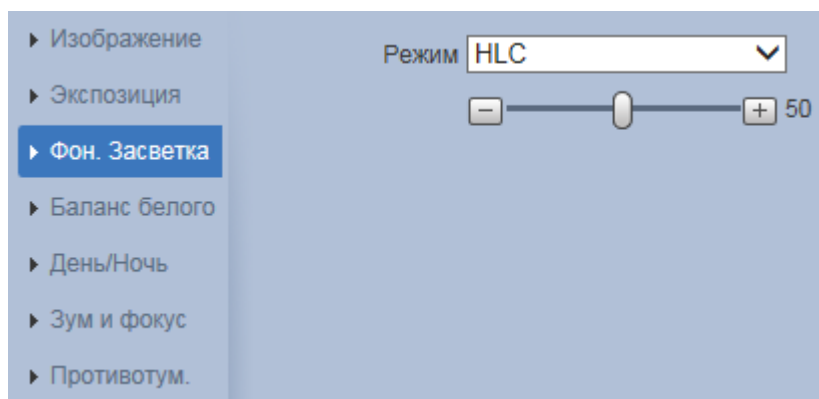 Изображение
Экспозиция
Фон. Засветка
Баланс белого
День/Ночь
Зум и фокус
Противотум.
Режим HLC
50